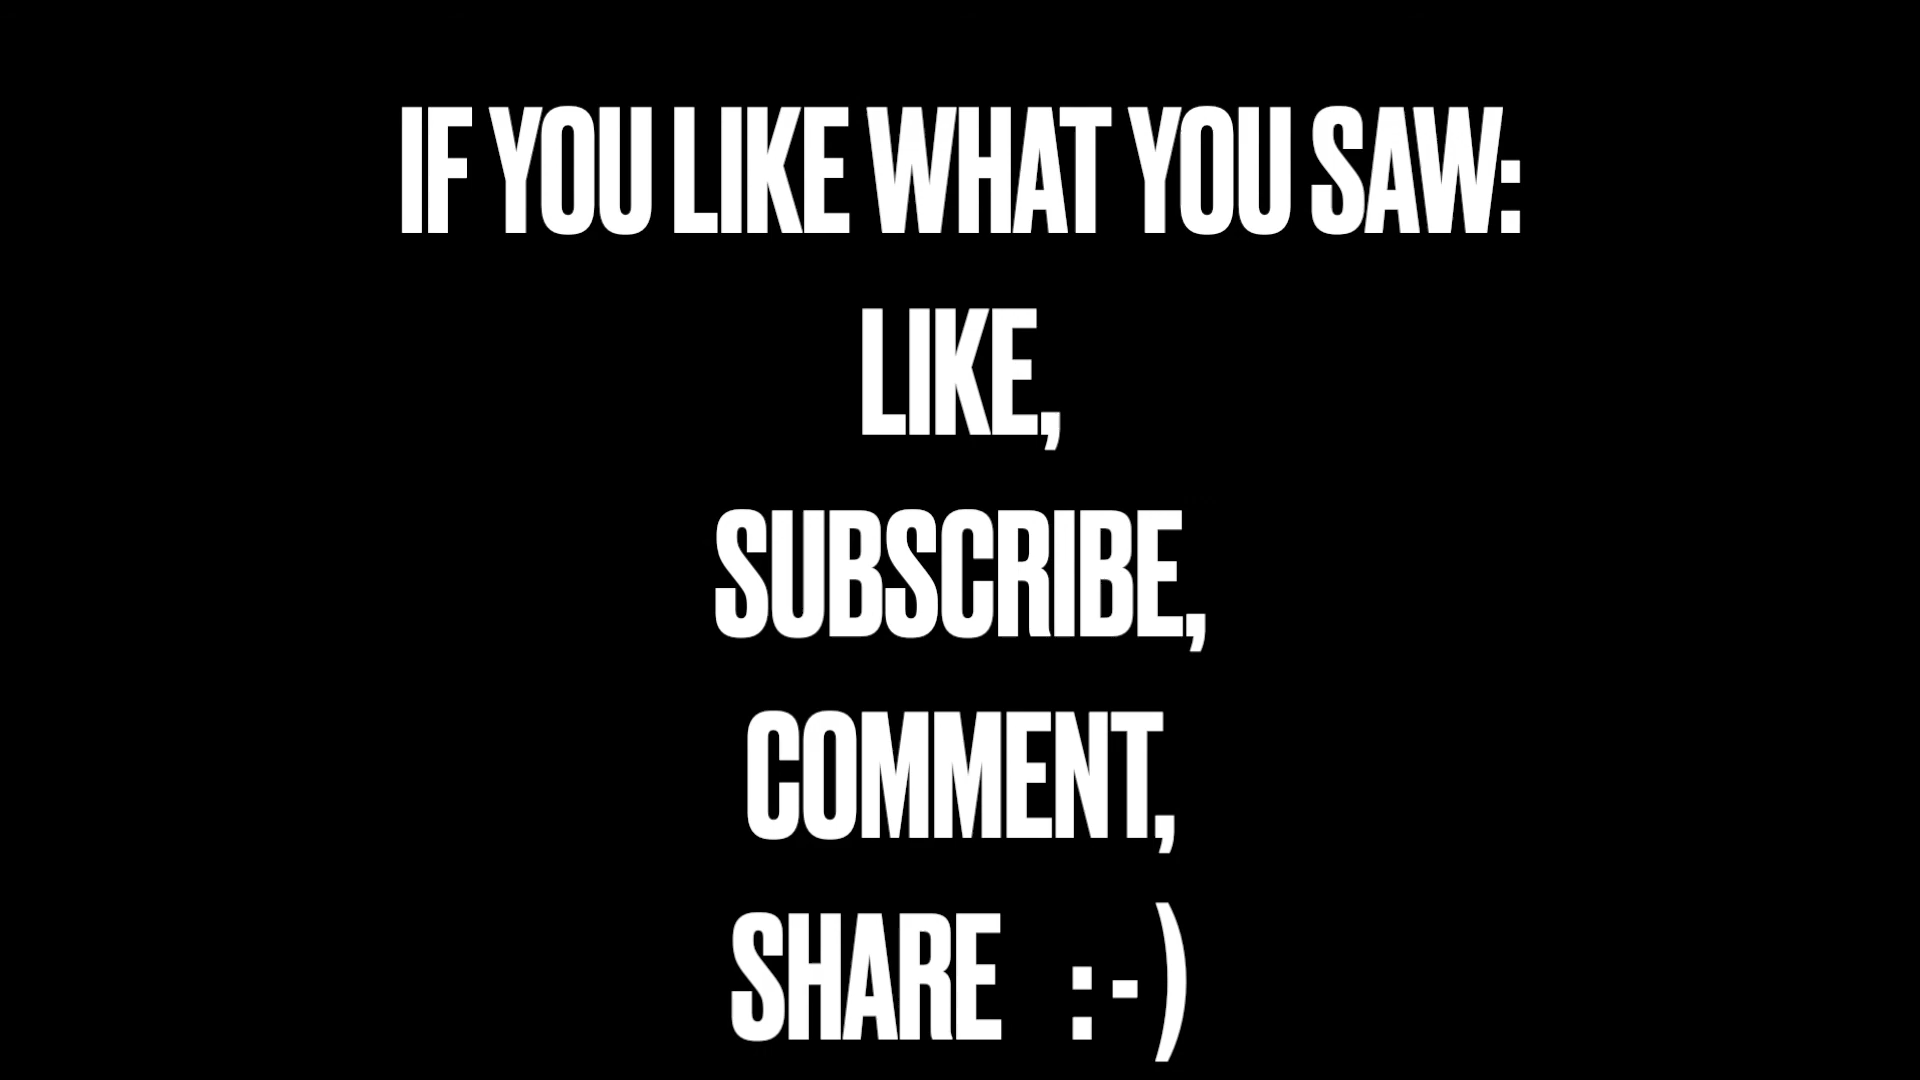 IF YOU LIKE WHAT YOU SAW:
LIKE,
SUBSCRIBE,
COMMENT,
SHARE :-)